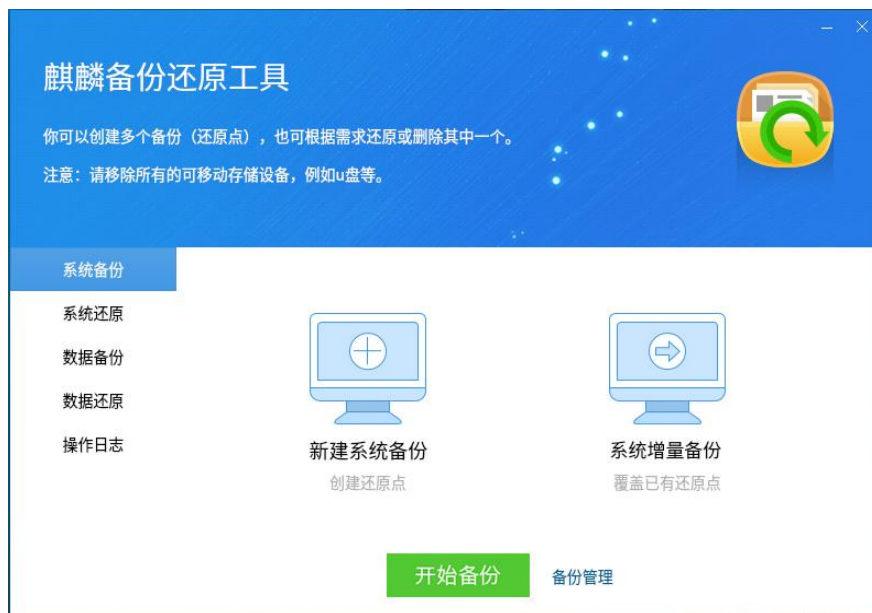 麒麟备份还原工具
你可以创建多个备份（还原点），也可根据需求还原或删除其中一个。
注意：请移除所有的可移动存储设备，例如u盘等。
系统备份
系统还原
数据备份
数据还原
操作日志
新建系统备份
创建还原点
系统增量备份
覆盖已有还原点
开始备份
备份管理